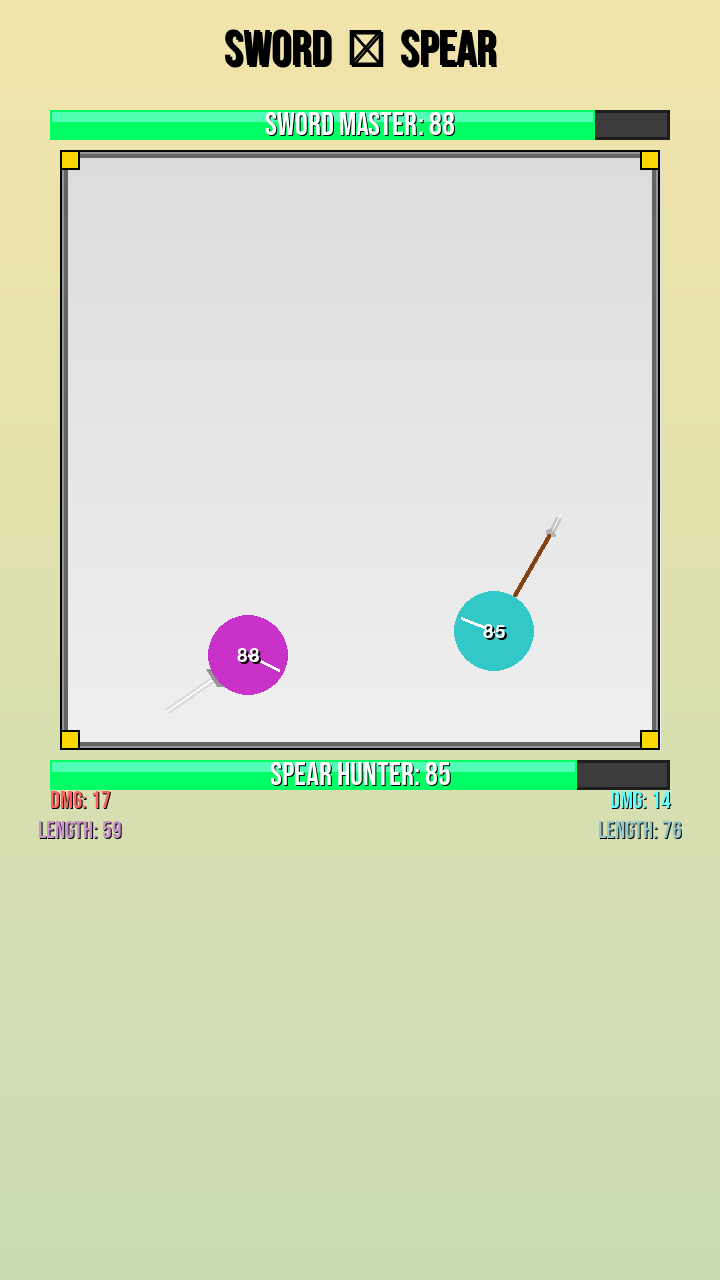 SWORD ☒ SPEAR
SWORD MASTER: 88
85
88
SPEAR HUNTER: 85
DMG: 17 DMG: 14
LENGTH: 59 LENGTH: 76